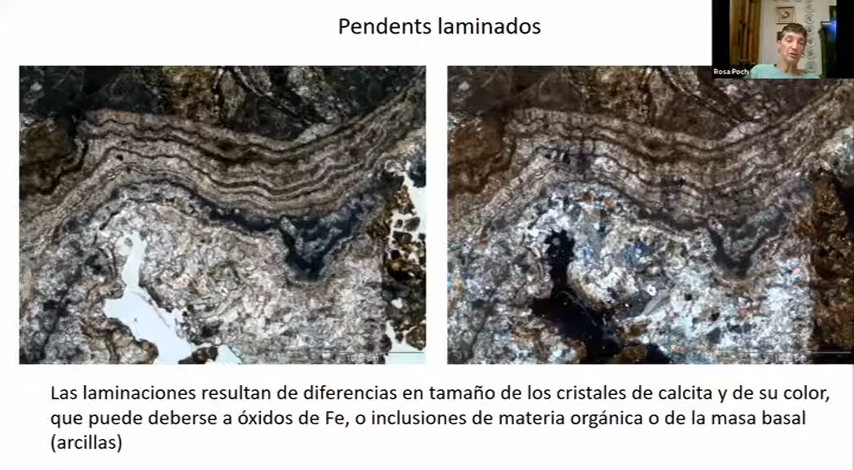 Pendents laminados
Rosa Poch
Las laminaciones resultan de diferencias en tamaño de los cristales de calcita y de su color,
que puede deberse a óxidos de Fe, o inclusiones de materia orgánica o de la masa basal
(arcillas)